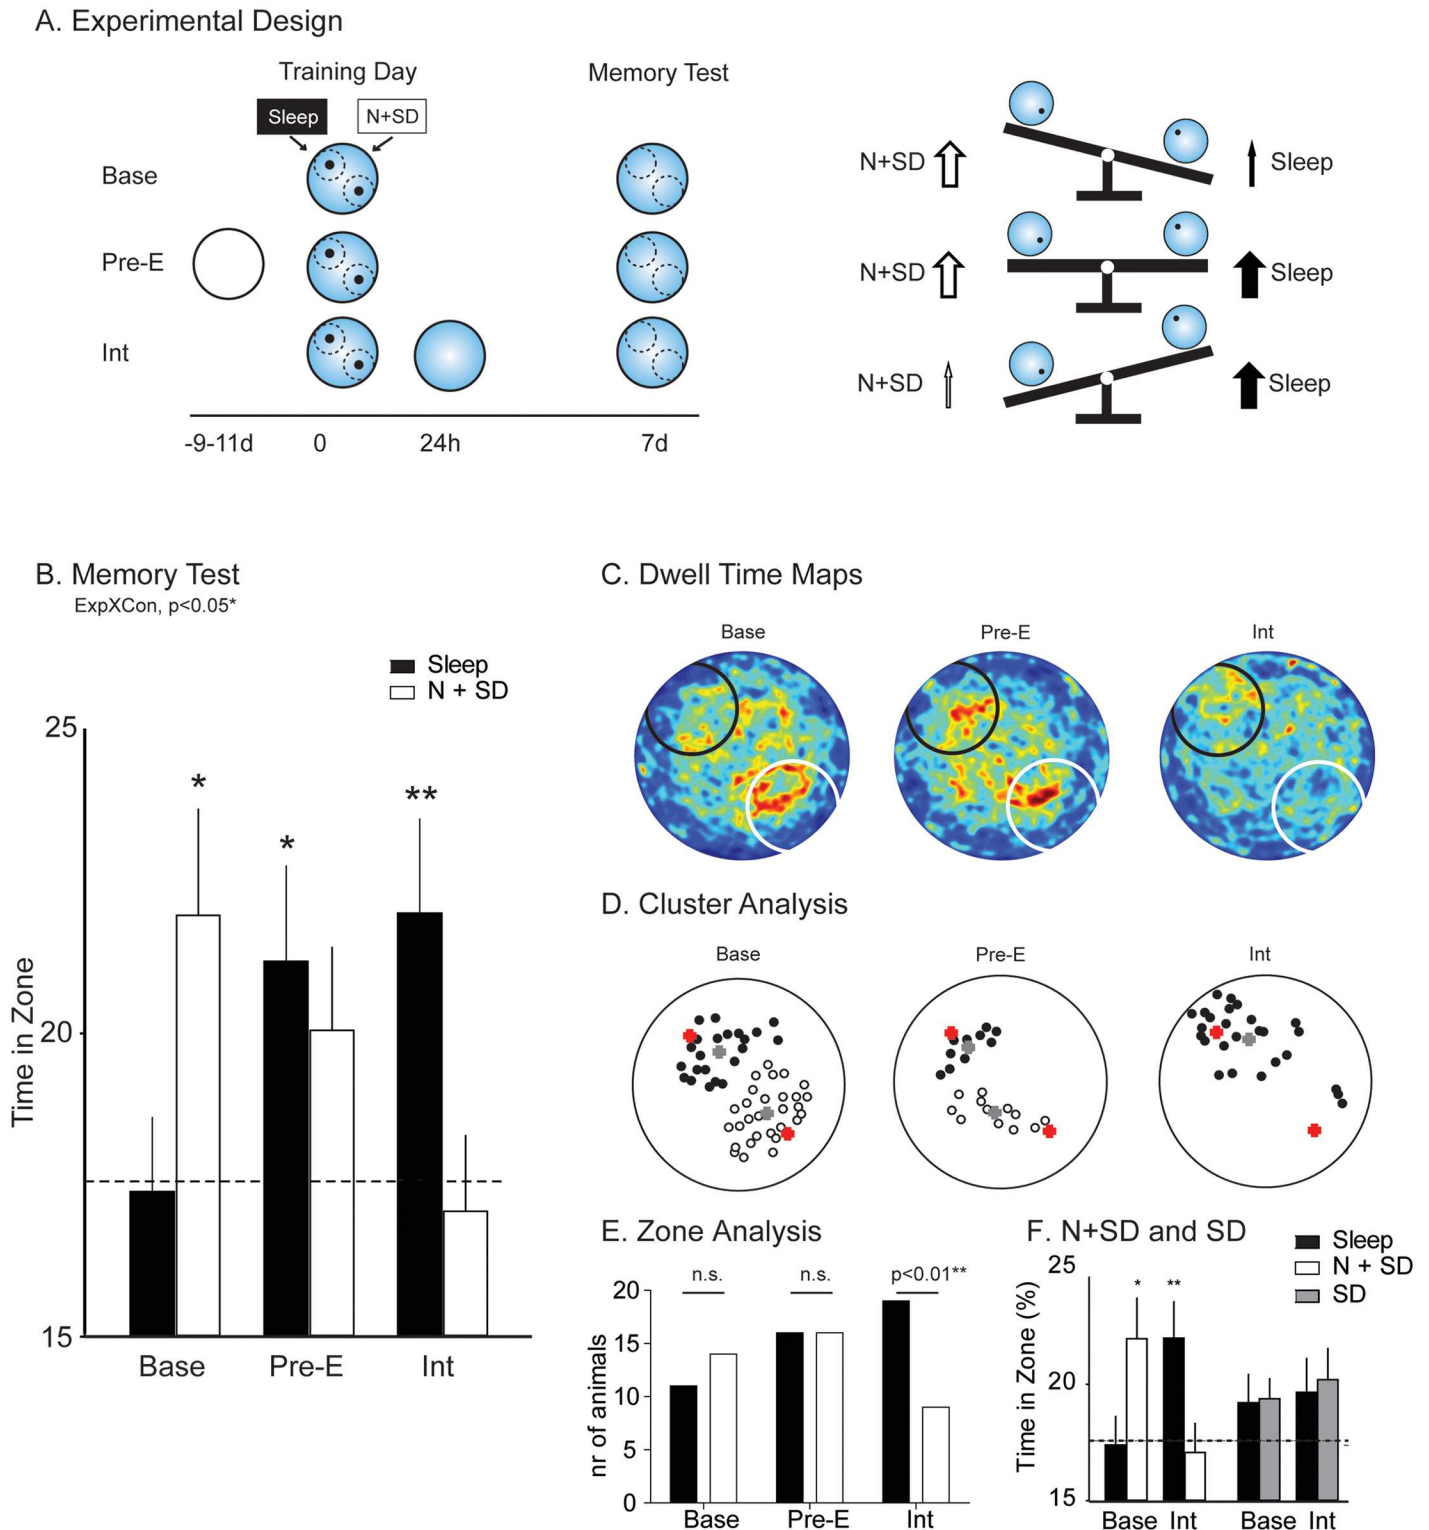 A. Experimental Design
Training Day
Memory Test
Sleep
N+SD
Base
Pre-E
Int
-9-11d 0 24h 7d
N+SD Sleep
N+SD Sleep
N+SD Sleep
B. Memory Test
ExpXCon, p<0.05*
Sleep
N + SD
25
20
15
Time in Zone
*
*
**
Base Pre-E Int
C. Dwell Time Maps
Base Pre-E Int
D. Cluster Analysis
Base Pre-E Int
E. Zone Analysis
n.s. n.s. p<0.01**
20
15
10
5
0
nr of animals
Base Pre-E Int
F. N+SD and SD
Sleep
N + SD
SD
25
20
15
Time in Zone (%)
* **
Base Int Base Int